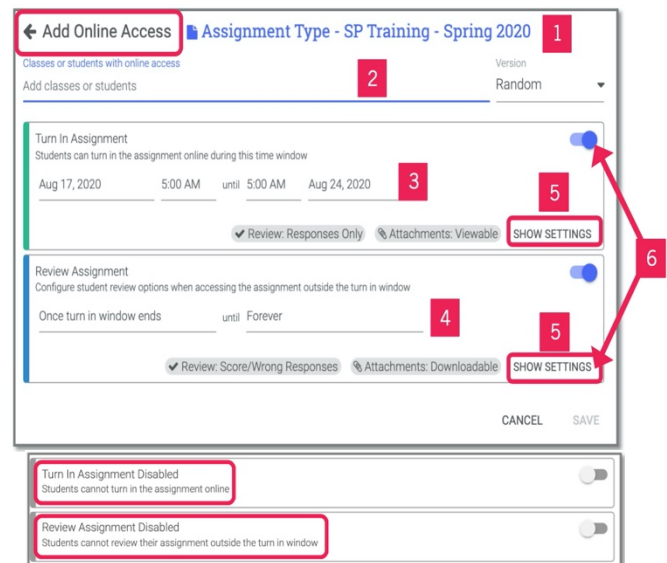 Add Online Access Assignment Type - SP Training - Spring 2020 1
Classes or students with online access Version
Add classes or students 2 Random
Turn In Assignment
Students can turn in the assignment online during this time window
Aug 17, 2020 5:00 AM until 5:00 AM Aug 24, 2020 3
5
Review: Responses Only Attachments: Viewable SHOW SETTINGS
6
Review Assignment
Configure student review options when accessing the assignment outside the turn in window
Once turn in window ends until Forever 4
5
Review: Score/Wrong Responses Attachments: Downloadable SHOW SETTINGS
CANCEL SAVE
Turn In Assignment Disabled
Students cannot turn in the assignment online
Review Assignment Disabled
Students cannot review their assignment outside the turn in window